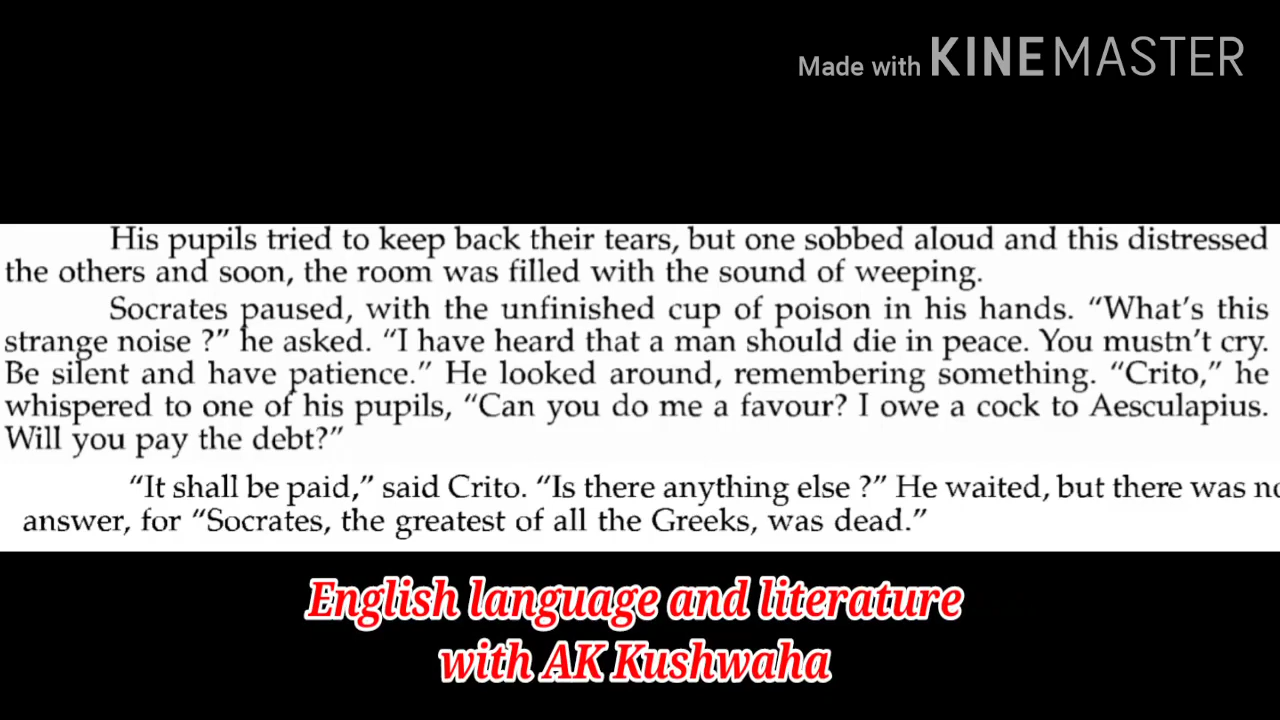 Made with KINEMASTER
His pupils tried to keep back their tears, but one sobbed aloud and this distressed
the others and soon, the room was filled with the sound of weeping.
Socrates paused, with the unfinished cup of poison in his hands. “What’s this
strange noise ?” he asked. “I have heard that a man should die in peace. You mustn’t cry.
Be silent and have patience.” He looked around, remembering something. “Crito,” he
whispered to one of his pupils, “Can you do me a favour? I owe a cock to Aesculapius.
Will you pay the debt?”
“It shall be paid,” said Crito. “Is there anything else ?” He waited, but there was no
answer, for “Socrates, the greatest of all the Greeks, was dead.”
English language and literature
with AK Kushwaha